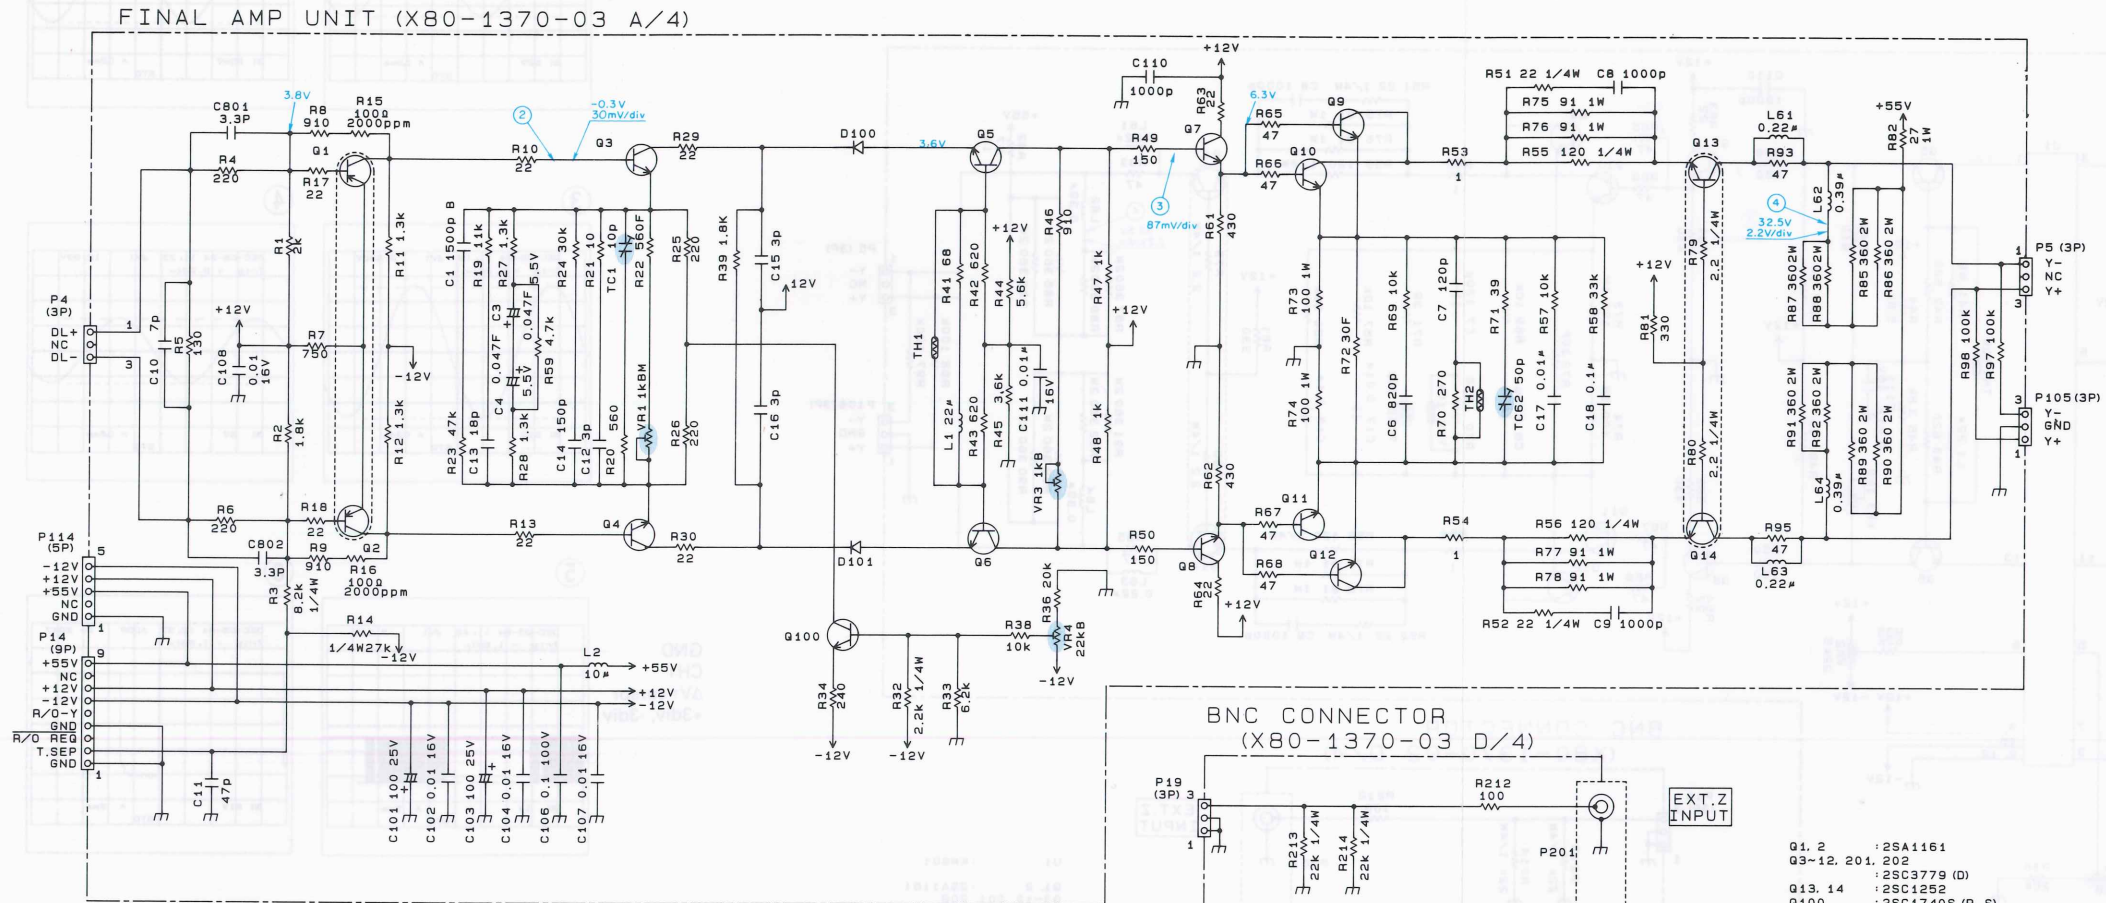 FINAL AMP UNIT (X80-1370-03 A/4)
C801
3.3P
3.8V
R8
910
R15
100Ω
2000ppm
R4
220
R17
22
Q1
R1
2k
R11 1.3k
P4
(3P)
DL+
NC
DL-
1
3
C10 7p
R5
130
+12V
C108
0.01
16V
R7
750
-12V
R2
1.8k
R12 1.3k
R6
220
R18
22
C802
3.3P
R9
910
Q2
R16
100Ω
2000ppm
R3
8.2k
1/4W
R14
1/4W27k
-12V
P114
(5P)
5
-12V
+12V
+55V
NC
GND
1
P14
(9P)
9
+55V
NC
+12V
-12V
R/O-Y
GND
R/O REQ
T.SEP
GND
1
C11
47p
C101 100 25V
C102 0.01 16V
C103 100 25V
C104 0.01 16V
C106 0.1 100V
C107 0.01 16V
L2
10μ
+55V
+12V
-12V
2
-0.3V
30mV/div
R10
22
Q3
R29
22
C1 1500p B
R19 11k
R27 1.3k
5.5V
C3
0.047F
R24 30k
R21 10
TC1 10p
R22 560F
R25
220
C4 0.047F
5.5V
R59 4.7k
R23 47k
C13 18p
R28 1.3k
C14 150p
C12 3p
R20 560
VR1 1kBM
R26
220
R13
22
Q4
R30
22
R39 1.8K
C15 3p
12V
C16 3p
D100
D101
3.6V
Q5
R41 68
R42 620
TH1
L1 22μ
R43 620
+12V
R44
5.6k
R45 3.6k
C111 0.01μ
16V
Q6
R46
910
VR3 1kB
R47 1k
+12V
R48 1k
R49
150
R50
150
3
87mV/div
C110
1000p
+12V
R63
22
Q7
R61
430
R62
430
Q8
R64
22
+12V
6.3V
R65
47
R66
47
Q9
Q10
R73
100 1W
R74
100 1W
R72 30F
R67
47
R68
47
Q11
Q12
R69 10k
C6 820p
C7 120p
R70 270
TH2
R71 39
TC62 50p
R57 10k
C17 0.01μ
R58 33k
C18 0.1μ
R53
1
R54
1
R51 22 1/4W
C8 1000p
R75 91 1W
R76 91 1W
R55 120 1/4W
R56 120 1/4W
R77 91 1W
R78 91 1W
R52 22 1/4W
C9 1000p
Q13
R79
2.2 1/4W
+12V
R81
330
R80
2.2 1/4W
Q14
L61
0.22μ
R93
47
L62
0.39μ
4
32.5V
2.2V/div
+55V
R82
27
1W
R87 360 2W
R88 360 2W
R85 360 2W
R86 360 2W
R91 360 2W
R92 360 2W
R89 360 2W
R90 360 2W
L64
0.39μ
R95
47
L63
0.22μ
R98 100k
R97 100k
P5 (3P)
1
Y-
NC
Y+
3
P105(3P)
3
Y-
GND
Y+
1
Q100
R34
240
-12V
R32
2.2k 1/4W
-12V
R33
6.2k
R38
10k
R36 20k
VR4
22kB
-12V
BNC CONNECTOR
(X80-1370-03 D/4)
P19
(3P)
3
1
R213
22k 1/4W
R214
22k 1/4W
R212
100
P201
EXT.Z
INPUT
Q1, 2 :2SA1161
Q3~12, 201, 202
:2SC3779 (D)
Q13, 14 :2SC1252